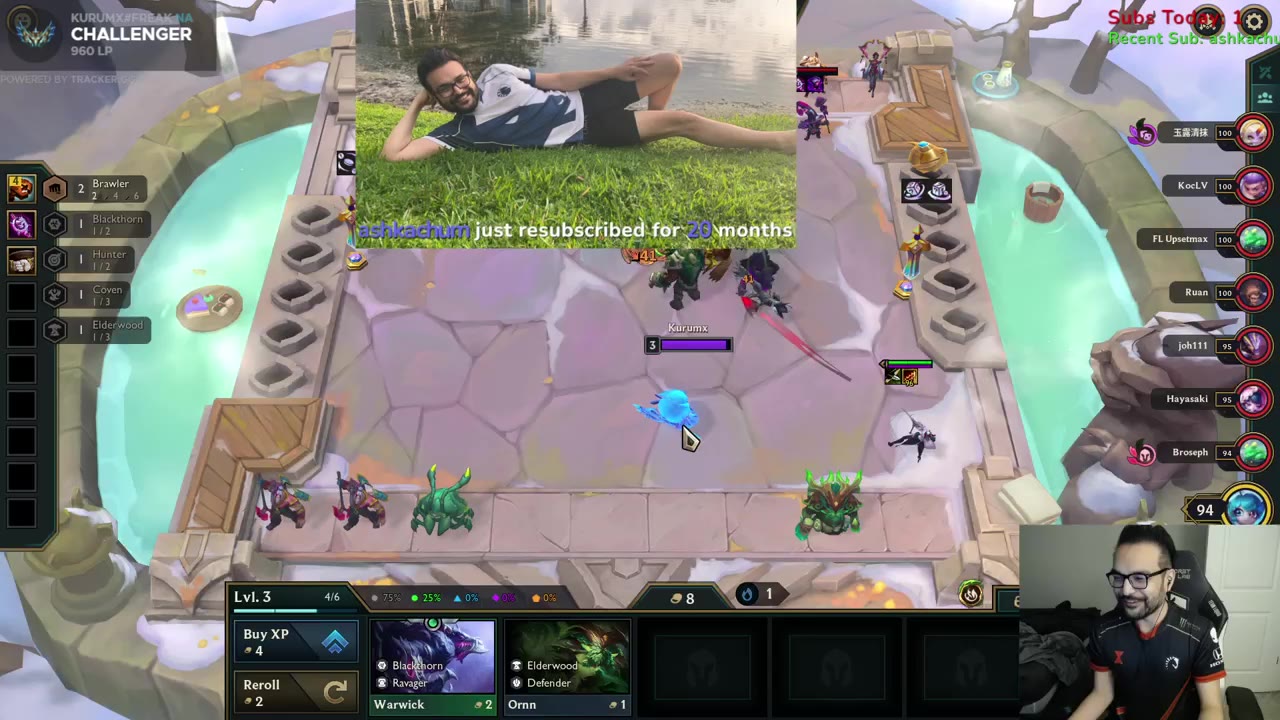 KURUMX#FREAK NA
CHALLENGER
960 LP
POWERED BY TRACKER.GG
Subs Today: 1
Recent Sub: ashkachu
ashkachum just resubscribed for 20 months
2 Brawler
2 4 6
1 Blackthorn
1 / 2
1 Hunter
1 / 2
1 Coven
1 / 3
1 Elderwood
1 / 3
玉露清抹 100
KocLV 100
FL Upsetmax 100
Ruan 100
joh111 95
Hayasaki 95
Broseph 94
94
41
41
Kurumx
3
96
Lvl. 3
4/6
75% 25% 0% 0% 0%
8
1
Buy XP
4
Reroll
2
Blackthorn
Ravager
Warwick 2
Elderwood
Defender
Ornn 1